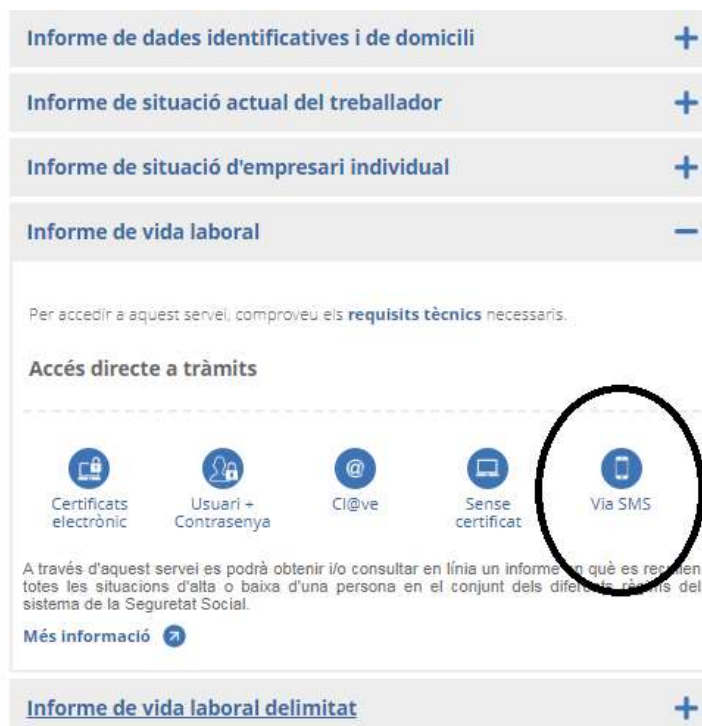 Informe de dades identificatives i de domicili
Informe de situació actual del treballador
Informe de situació d'empresari individual
Informe de vida laboral
Per accedir a aquest servei, comproveu els requisits tècnics necessaris.
Accés directe a tràmits
Certificats
electrònic
Usuari +
Contrasenya
Cl@ve
Sense
certificat
Via SMS
A través d'aquest servei es podrà obtenir i/o consultar en línia un informe en què es recullen
totes les situacions d'alta o baixa d'una persona en el conjunt dels diferents règims del
sistema de la Seguretat Social.
Més informació
Informe de vida laboral delimitat